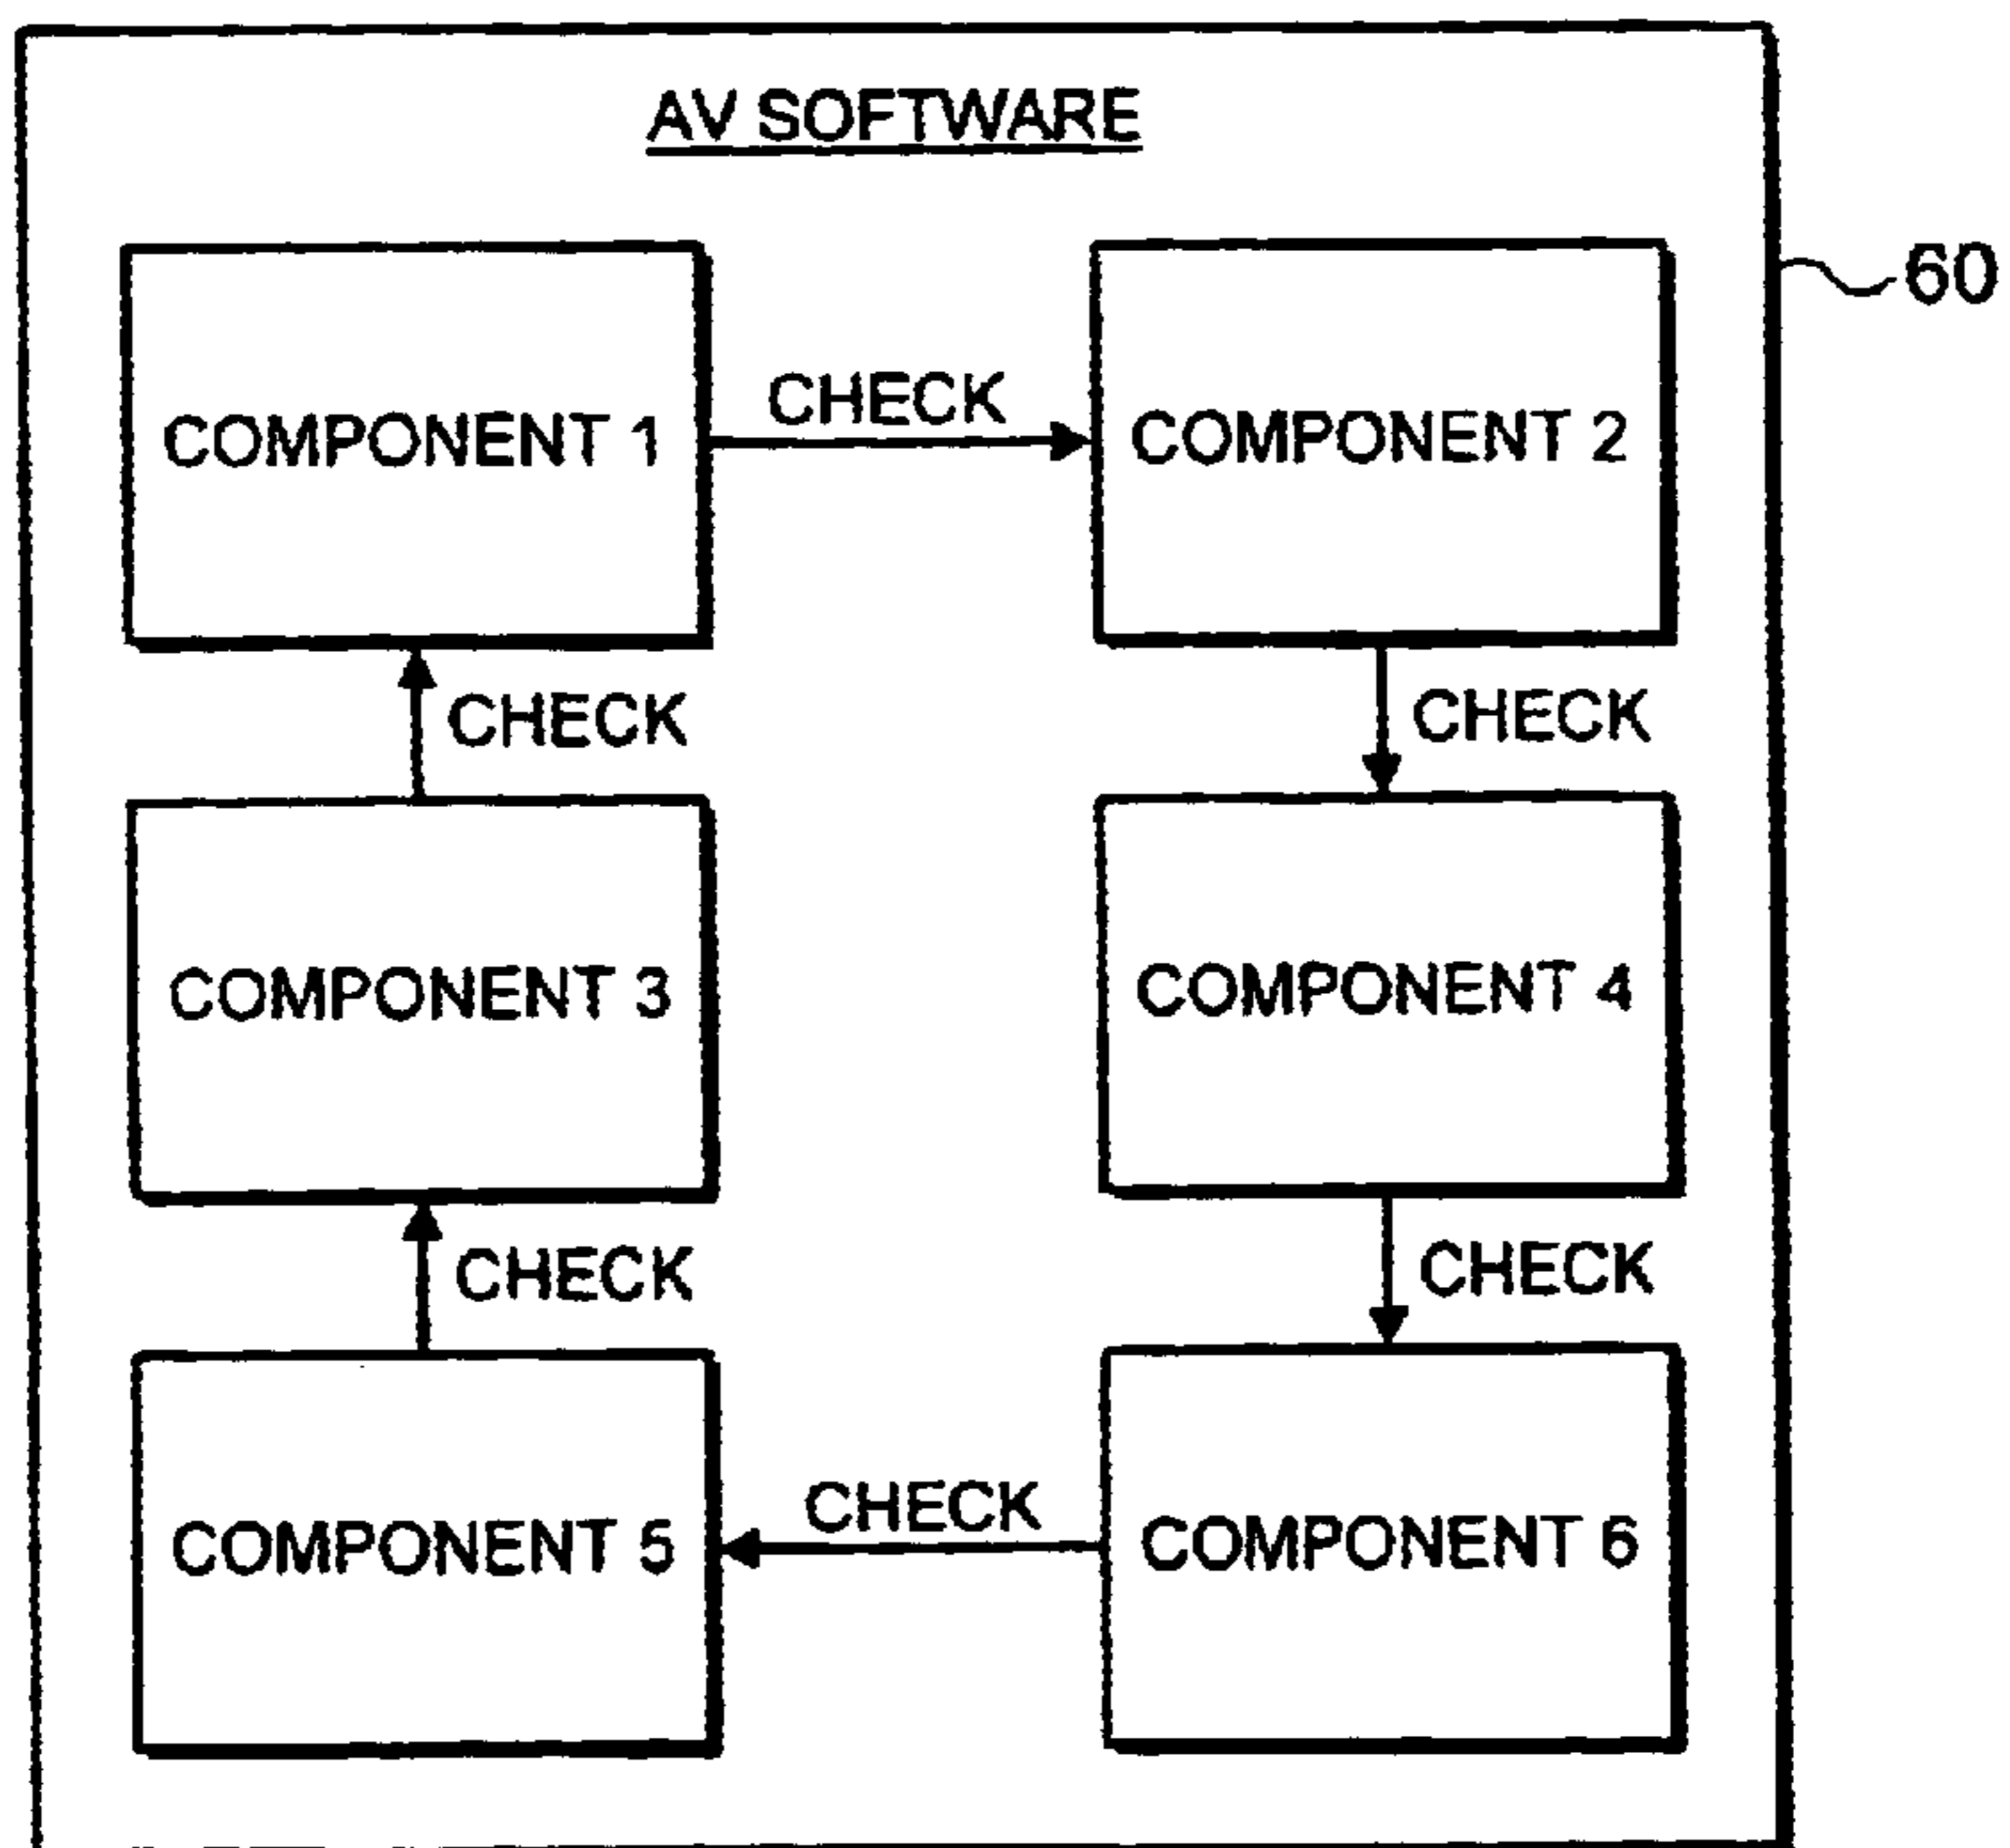 AV SOFTWARE
60
COMPONENT 1
CHECK
COMPONENT 2
CHECK
CHECK
COMPONENT 3
COMPONENT 4
CHECK
CHECK
COMPONENT 5
CHECK
COMPONENT 6